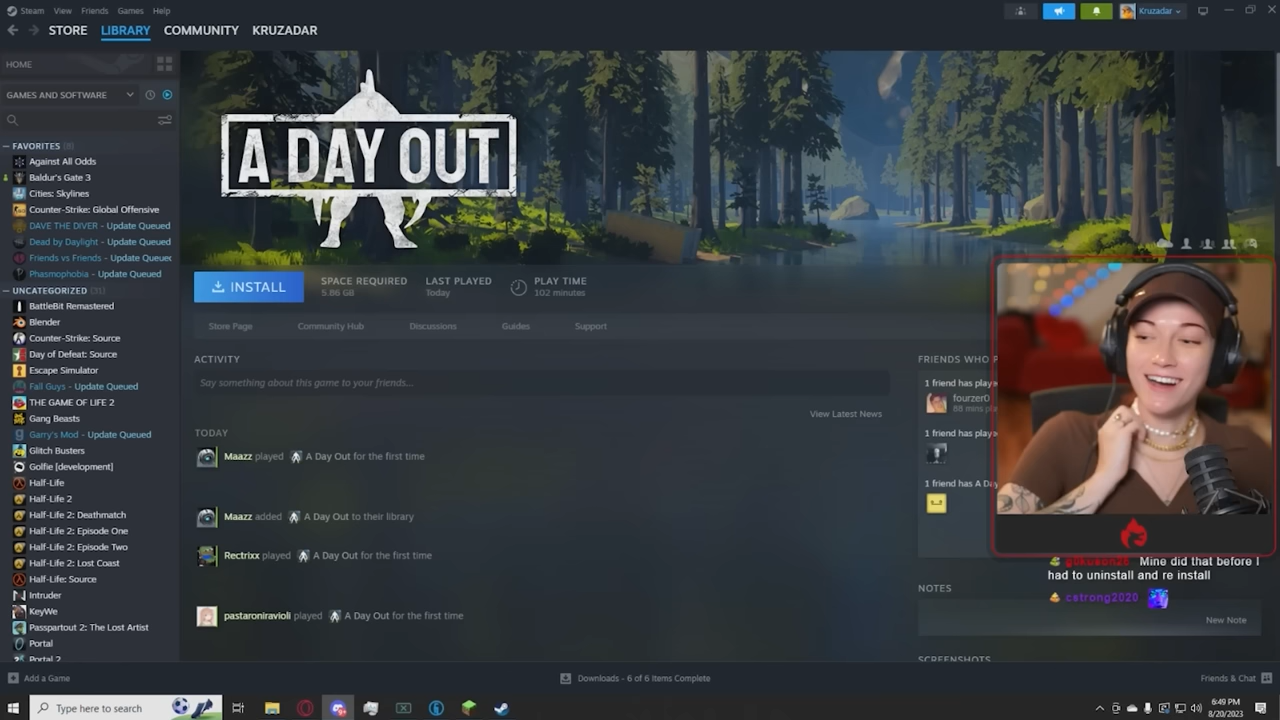 Steam View Friends Games Help
Kruzadar
STORE LIBRARY COMMUNITY KRUZADAR
HOME
GAMES AND SOFTWARE
FAVORITES (8)
Against All Odds
Baldur's Gate 3
Cities: Skylines
Counter-Strike: Global Offensive
DAVE THE DIVER - Update Queued
Dead by Daylight - Update Queued
Friends vs Friends - Update Queued
Phasmophobia - Update Queued
UNCATEGORIZED (31)
BattleBit Remastered
Blender
Counter-Strike: Source
Day of Defeat: Source
Escape Simulator
Fall Guys - Update Queued
THE GAME OF LIFE 2
Gang Beasts
Garry's Mod - Update Queued
Glitch Busters
Golfie [development]
Half-Life
Half-Life 2
Half-Life 2: Deathmatch
Half-Life 2: Episode One
Half-Life 2: Episode Two
Half-Life 2: Lost Coast
Half-Life: Source
Intruder
KeyWe
Passpartout 2: The Lost Artist
Portal
Portal 2
Add a Game
A DAY OUT
INSTALL
SPACE REQUIRED
5.86 GB
LAST PLAYED
Today
PLAY TIME
102 minutes
Store Page Community Hub Discussions Guides Support
ACTIVITY
Say something about this game to your friends...
View Latest News
TODAY
Maazz played A Day Out for the first time
Maazz added A Day Out to their library
Rectrixx played A Day Out for the first time
pastaroniravioli played A Day Out for the first time
FRIENDS WHO P
1 friend has play
fourzer0
88 mins pl
1 friend has play
1 friend has A Day
Mine did that before I
had to uninstall and re install
cstrong2020
NOTES
New Note
SCREENSHOTS
Downloads - 6 of 6 Items Complete
Friends & Chat
Type here to search
6:49 PM
8/20/2023